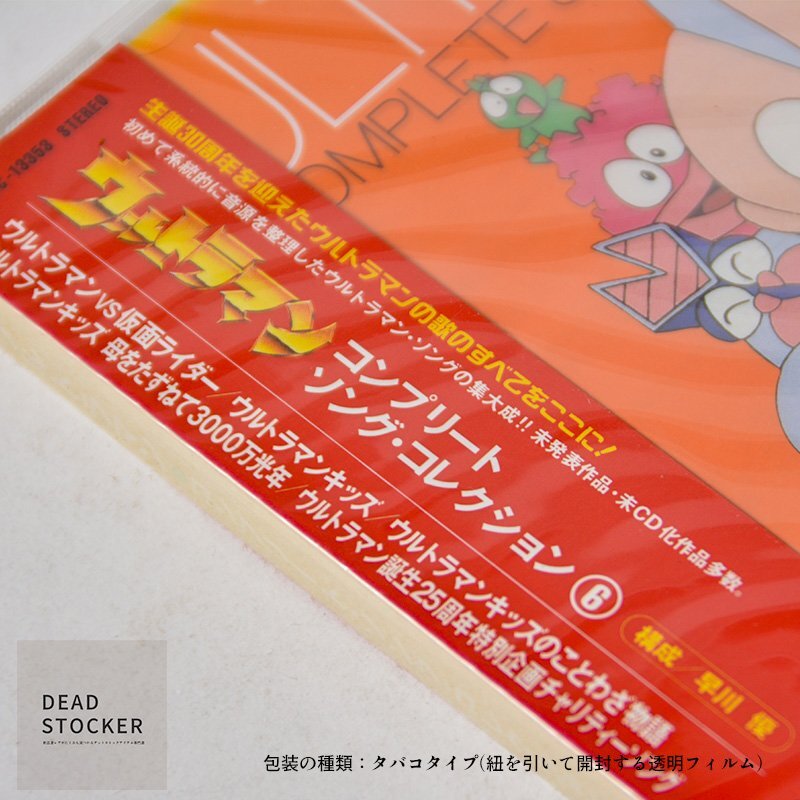 COMPLETE
C-13353 STEREO
生誕30周年を迎えたウルトラマンの歌のすべてをここに!
初めて系統的に音源を整理したウルトラマン・ソングの集大成!! 未発表作品・未CD化作品多数。
ウルトラマン
コンプリート
ソング・コレクション⑥
ウルトラマンVS仮面ライダー/ウルトラマンキッズ/ウルトラマンキッズのことわざ物語
ルトラマンキッズ 母をたずねて3000万光年/ウルトラマン誕生25周年特別企画チャリティーソング
構成/早川 優
DEAD
STOCKER
包装の種類:タバコタイプ(紐を引いて開封する透明フィルム)